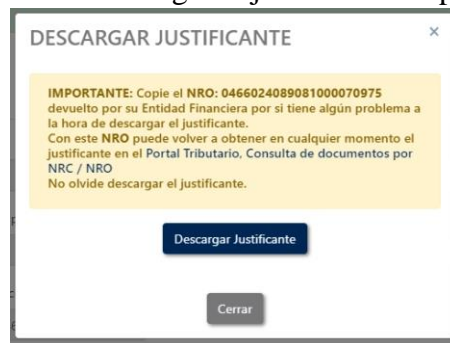 DESCARGAR JUSTIFICANTE
×
IMPORTANTE: Copie el NRO: 0466024089081000070975
devuelto por su Entidad Financiera por si tiene algún problema a
la hora de descargar el justificante.
Con este NRO puede volver a obtener en cualquier momento el
justificante en el Portal Tributario, Consulta de documentos por
NRC / NRO
No olvide descargar el justificante.
Descargar Justificante
Cerrar